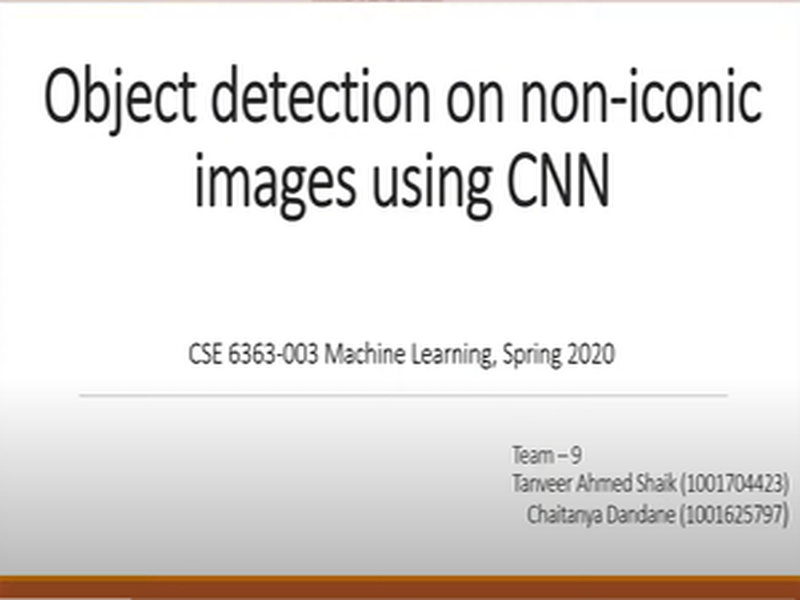 Object detection on non-iconic
images using CNN
CSE 6363-003 Machine Learning, Spring 2020
Team – 9
Tanveer Ahmed Shaik (1001704423)
Chaitanya Dandane (1001625797)